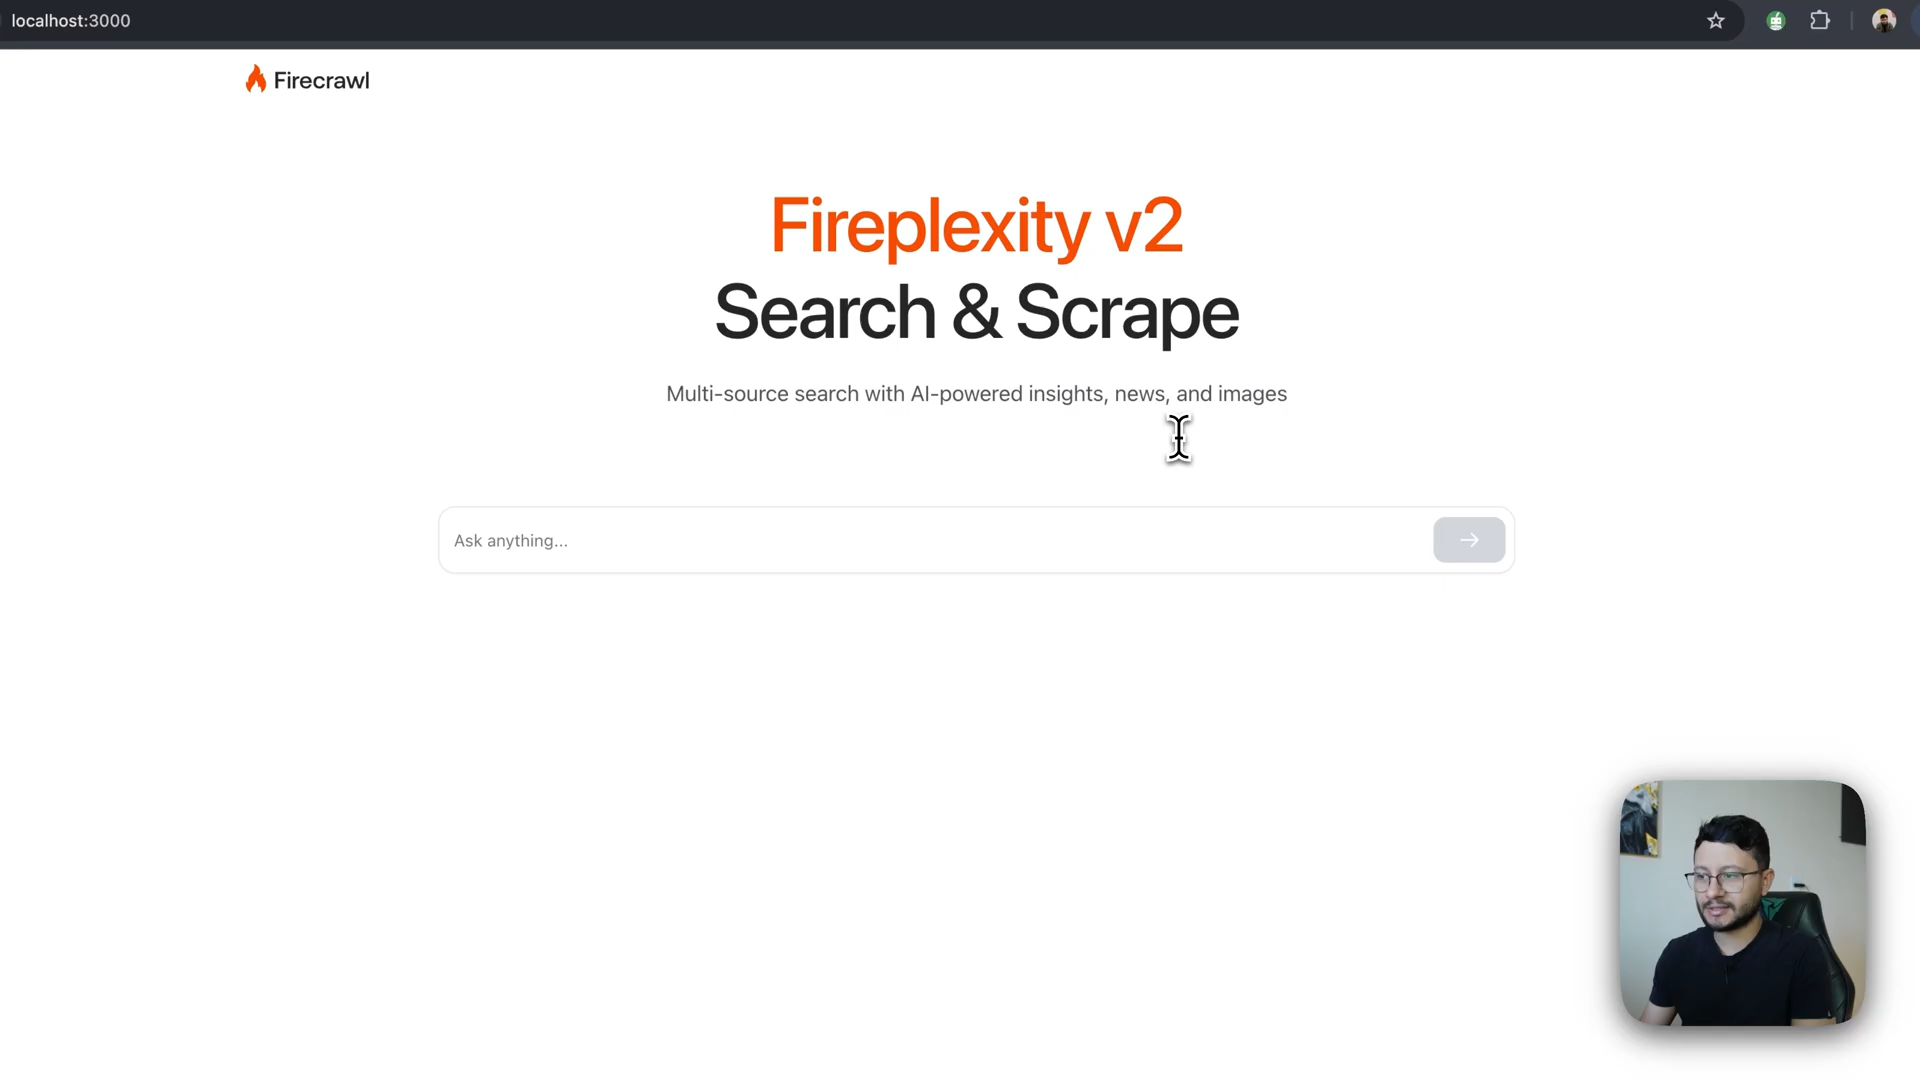 localhost:3000
Firecrawl
Fireplexity v2
Search & Scrape
Multi-source search with AI-powered insights, news, and images
Ask anything...